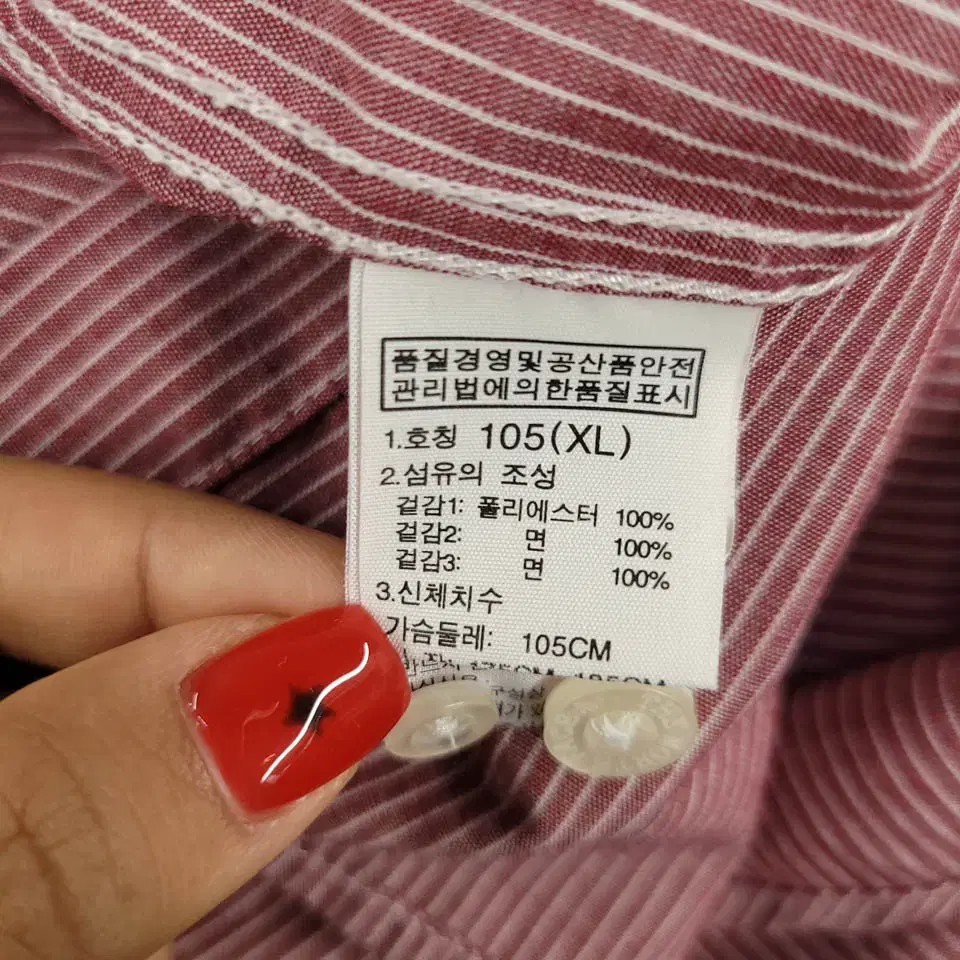 품질경영및공산품안전
관리법에의한품질표시
1.호칭 105(XL)
2.섬유의 조성
겉감1: 폴리에스터 100%
겉감2: 면 100%
겉감3: 면 100%
3.신체치수
가슴둘레: 105CM
185CM